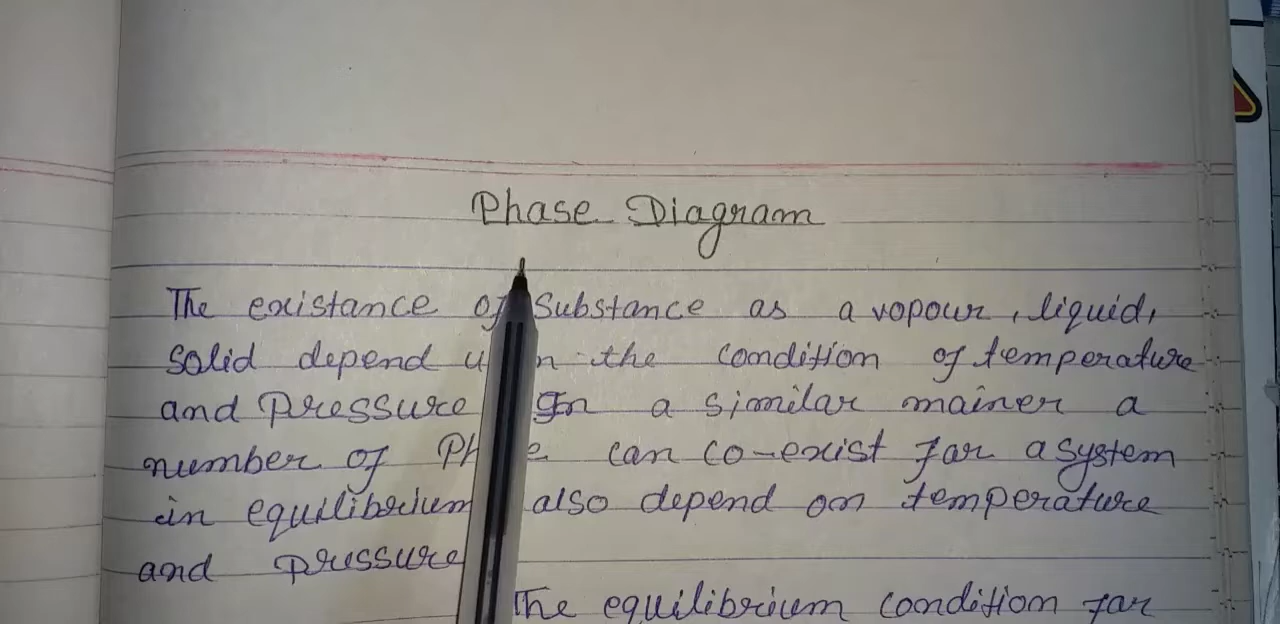 Phase Diagram
The existance of Substance as a vopour, liquid,
Solid depend the condition of temperature
and Pressure In a similar mainer a
number of can co-exist for a system
in equilibrium also depend on temperature
and pressure
The equilibrium condition for